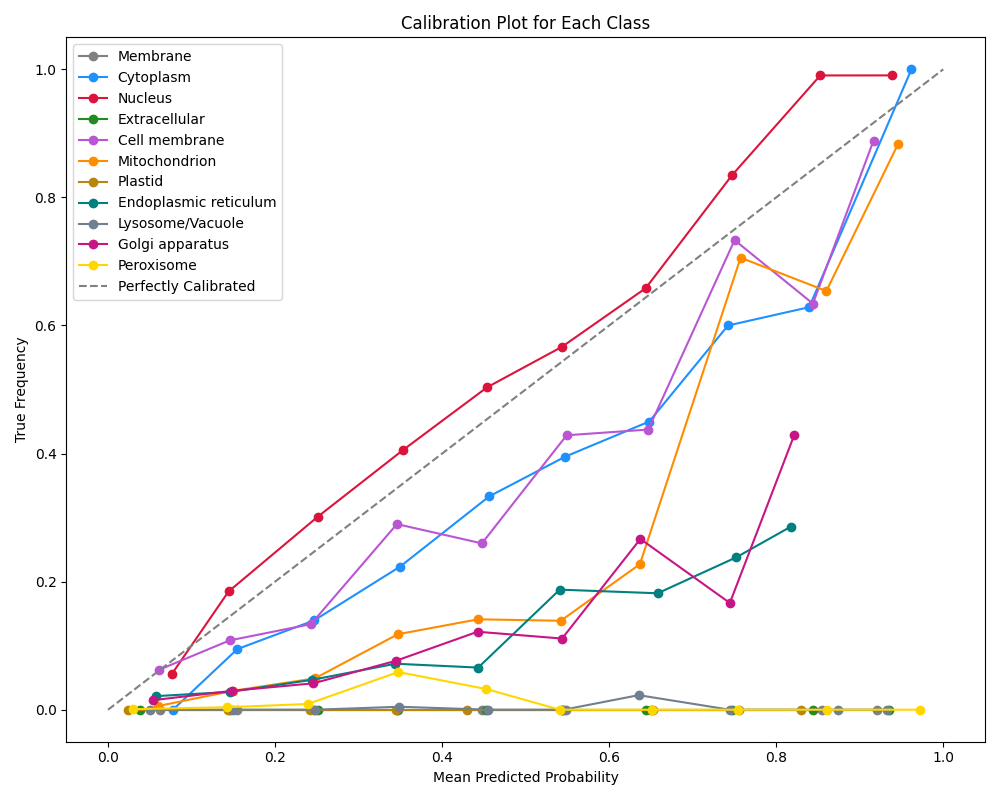 Calibration Plot for Each Class
Membrane
Cytoplasm
Nucleus
Extracellular
Cell membrane
Mitochondrion
Plastid
Endoplasmic reticulum
Lysosome/Vacuole
Golgi apparatus
Peroxisome
Perfectly Calibrated
True Frequency
1.0
0.8
0.6
0.4
0.2
0.0
0.0 0.2 0.4 0.6 0.8 1.0
Mean Predicted Probability